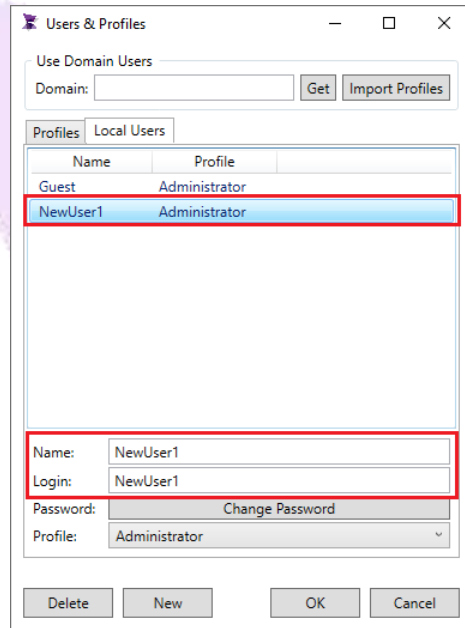 Users & Profiles
Use Domain Users
Domain: Get Import Profiles
Profiles Local Users
Name Profile
Guest Administrator
NewUser1 Administrator
Name: NewUser1
Login: NewUser1
Password: Change Password
Profile: Administrator
Delete New OK Cancel